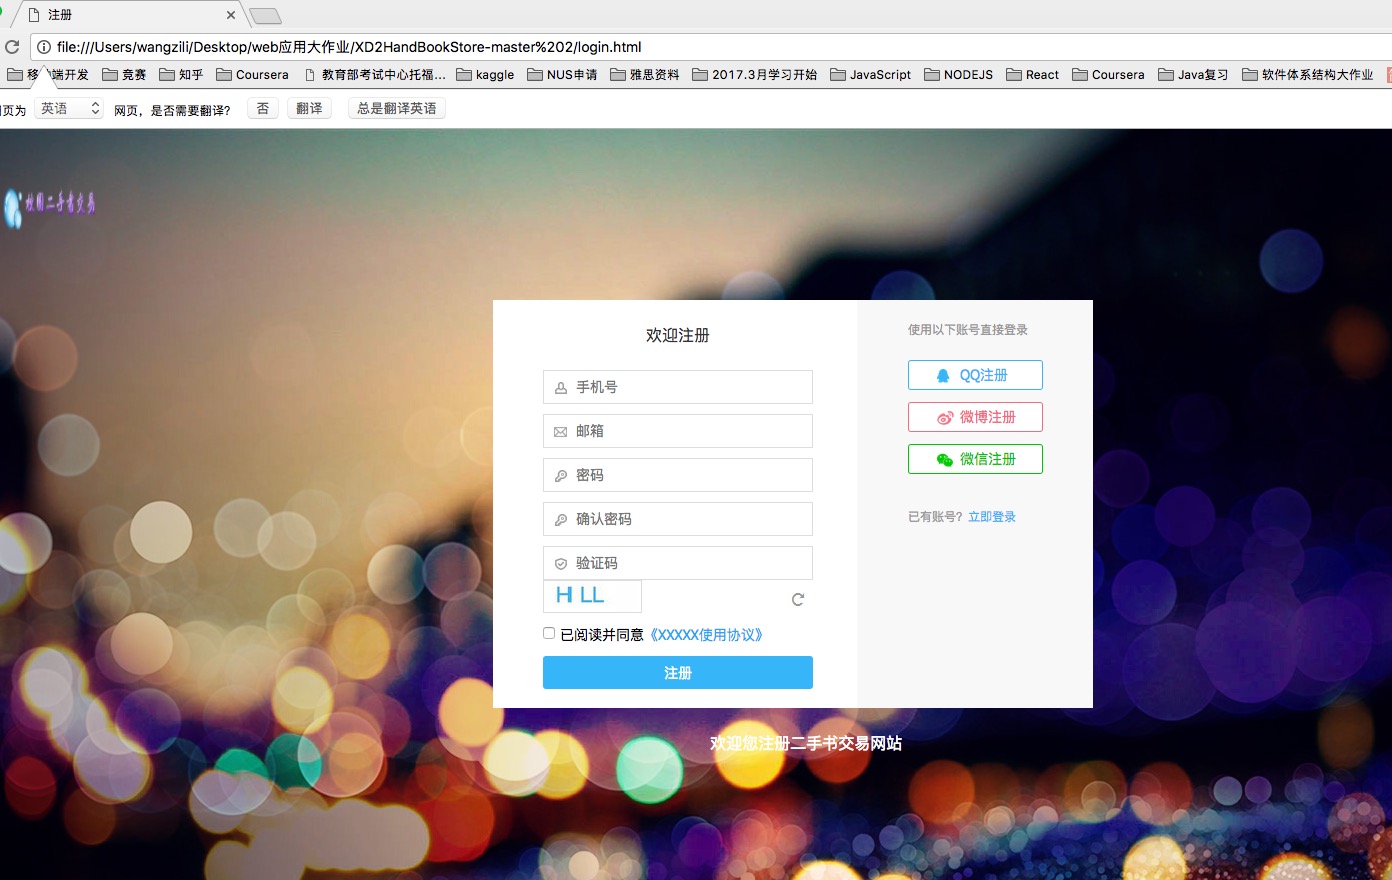 注册
file:///Users/wangzili/Desktop/web应用大作业/XD2HandBookStore-master%202/login.html
移动端开发 竞赛 知乎 Coursera 教育部考试中心托福... kaggle NUS申请 雅思资料 2017.3月学习开始 JavaScript NODEJS React Coursera Java复习 软件体系结构大作业
页为 英语 网页，是否需要翻译? 否 翻译 总是翻译英语
校园二手书交易
欢迎注册
手机号
邮箱
密码
确认密码
验证码
HI LL
已阅读并同意《XXXXX使用协议》
注册
使用以下账号直接登录
QQ注册
微博注册
微信注册
已有账号? 立即登录
欢迎您注册二手书交易网站